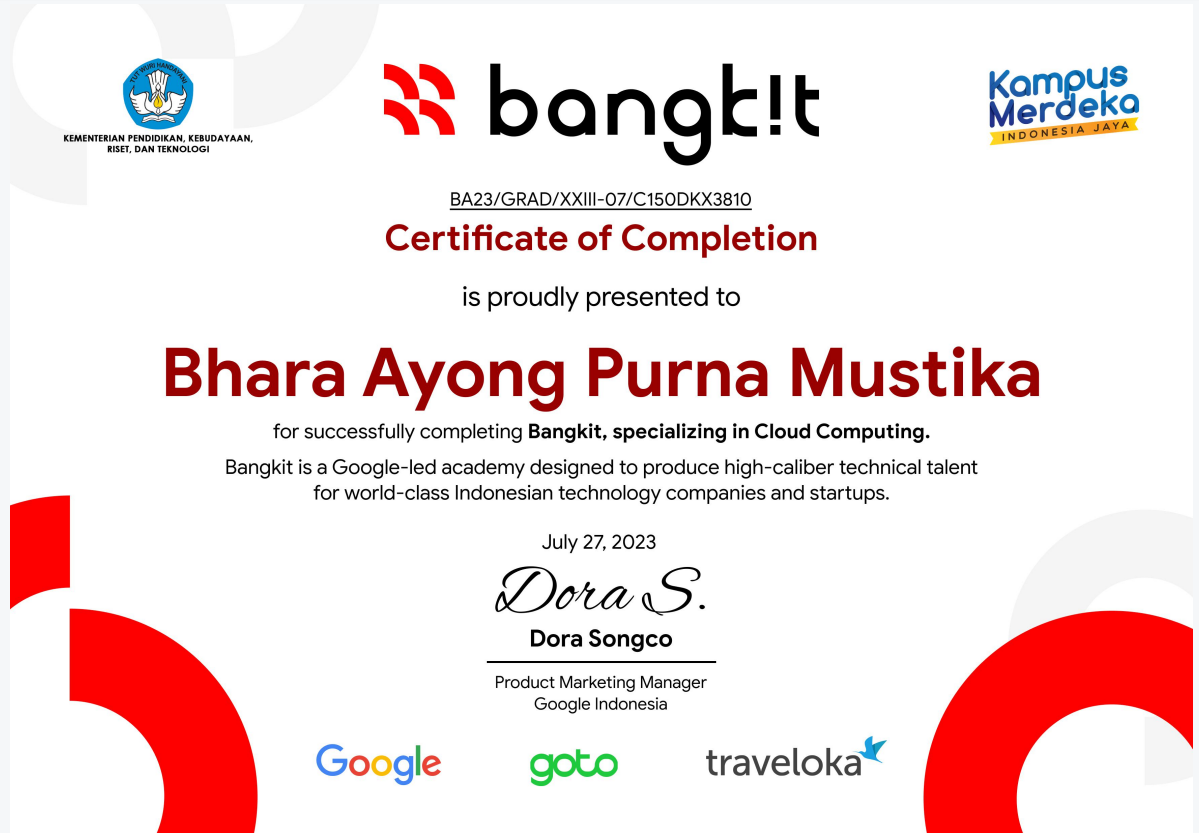 TUT WURI HANDAYANI
KEMENTERIAN PENDIDIKAN, KEBUDAYAAN,
RISET, DAN TEKNOLOGI
bangk!t
Kampus
Merdeka
INDONESIA JAYA
BA23/GRAD/XXIII-07/C150DKX3810
Certificate of Completion
is proudly presented to
Bhara Ayong Purna Mustika
for successfully completing Bangkit, specializing in Cloud Computing.
Bangkit is a Google-led academy designed to produce high-caliber technical talent
for world-class Indonesian technology companies and startups.
July 27, 2023
Dora S.
Dora Songco
Product Marketing Manager
Google Indonesia
Google
goto
traveloka